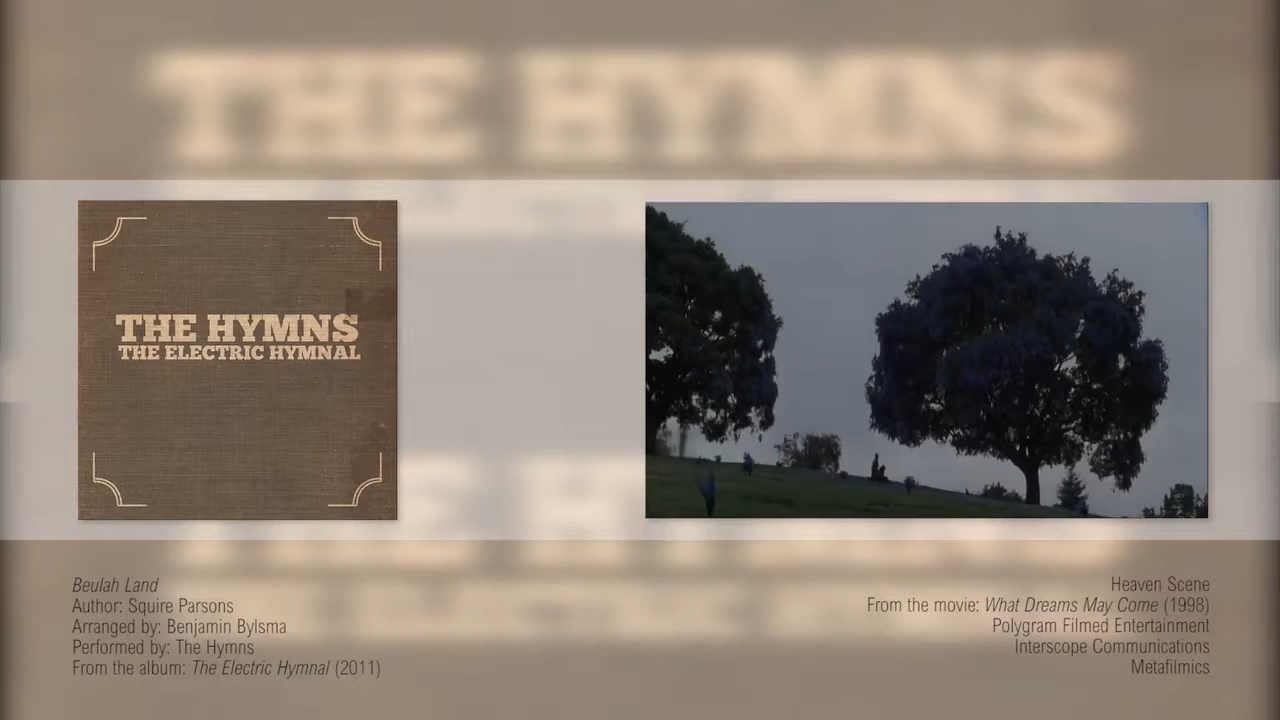 THE HYMNS
THE HYMNS
THE ELECTRIC HYMNAL
Beulah Land
Author: Squire Parsons
Arranged by: Benjamin Bylsma
Performed by: The Hymns
From the album: The Electric Hymnal (2011)
Heaven Scene
From the movie: What Dreams May Come (1998)
Polygram Filmed Entertainment
Interscope Communications
Metafilmics